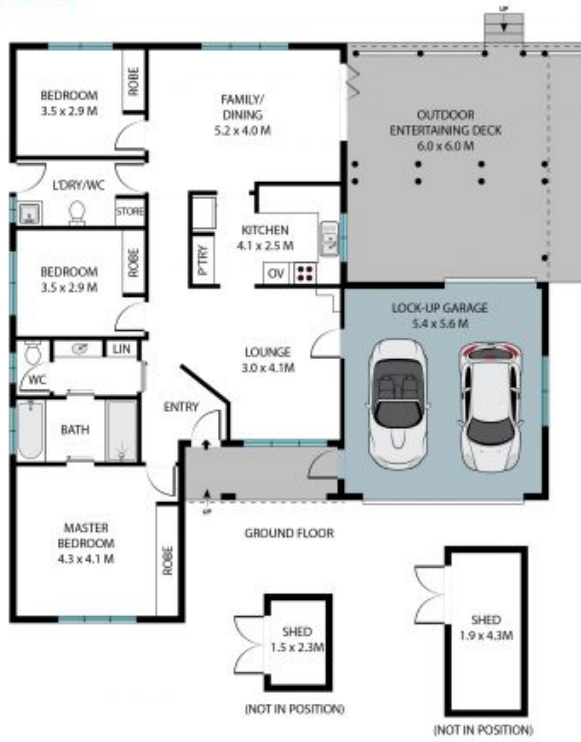 UP
BEDROOM
3.5 x 2.9 M
ROBE
FAMILY/
DINING
5.2 x 4.0 M
OUTDOOR
ENTERTAINING DECK
6.0 x 6.0 M
L'DRY/WC
STORE
KITCHEN
4.1 x 2.5 M
P'TRY
OV
BEDROOM
3.5 x 2.9 M
ROBE
LOCK-UP GARAGE
5.4 x 5.6 M
LOUNGE
3.0 x 4.1M
LIN
WC
ENTRY
BATH
UP
MASTER
BEDROOM
4.3 x 4.1 M
ROBE
GROUND FLOOR
SHED
1.5 x 2.3M
(NOT IN POSITION)
SHED
1.9 x 4.3M
(NOT IN POSITION)